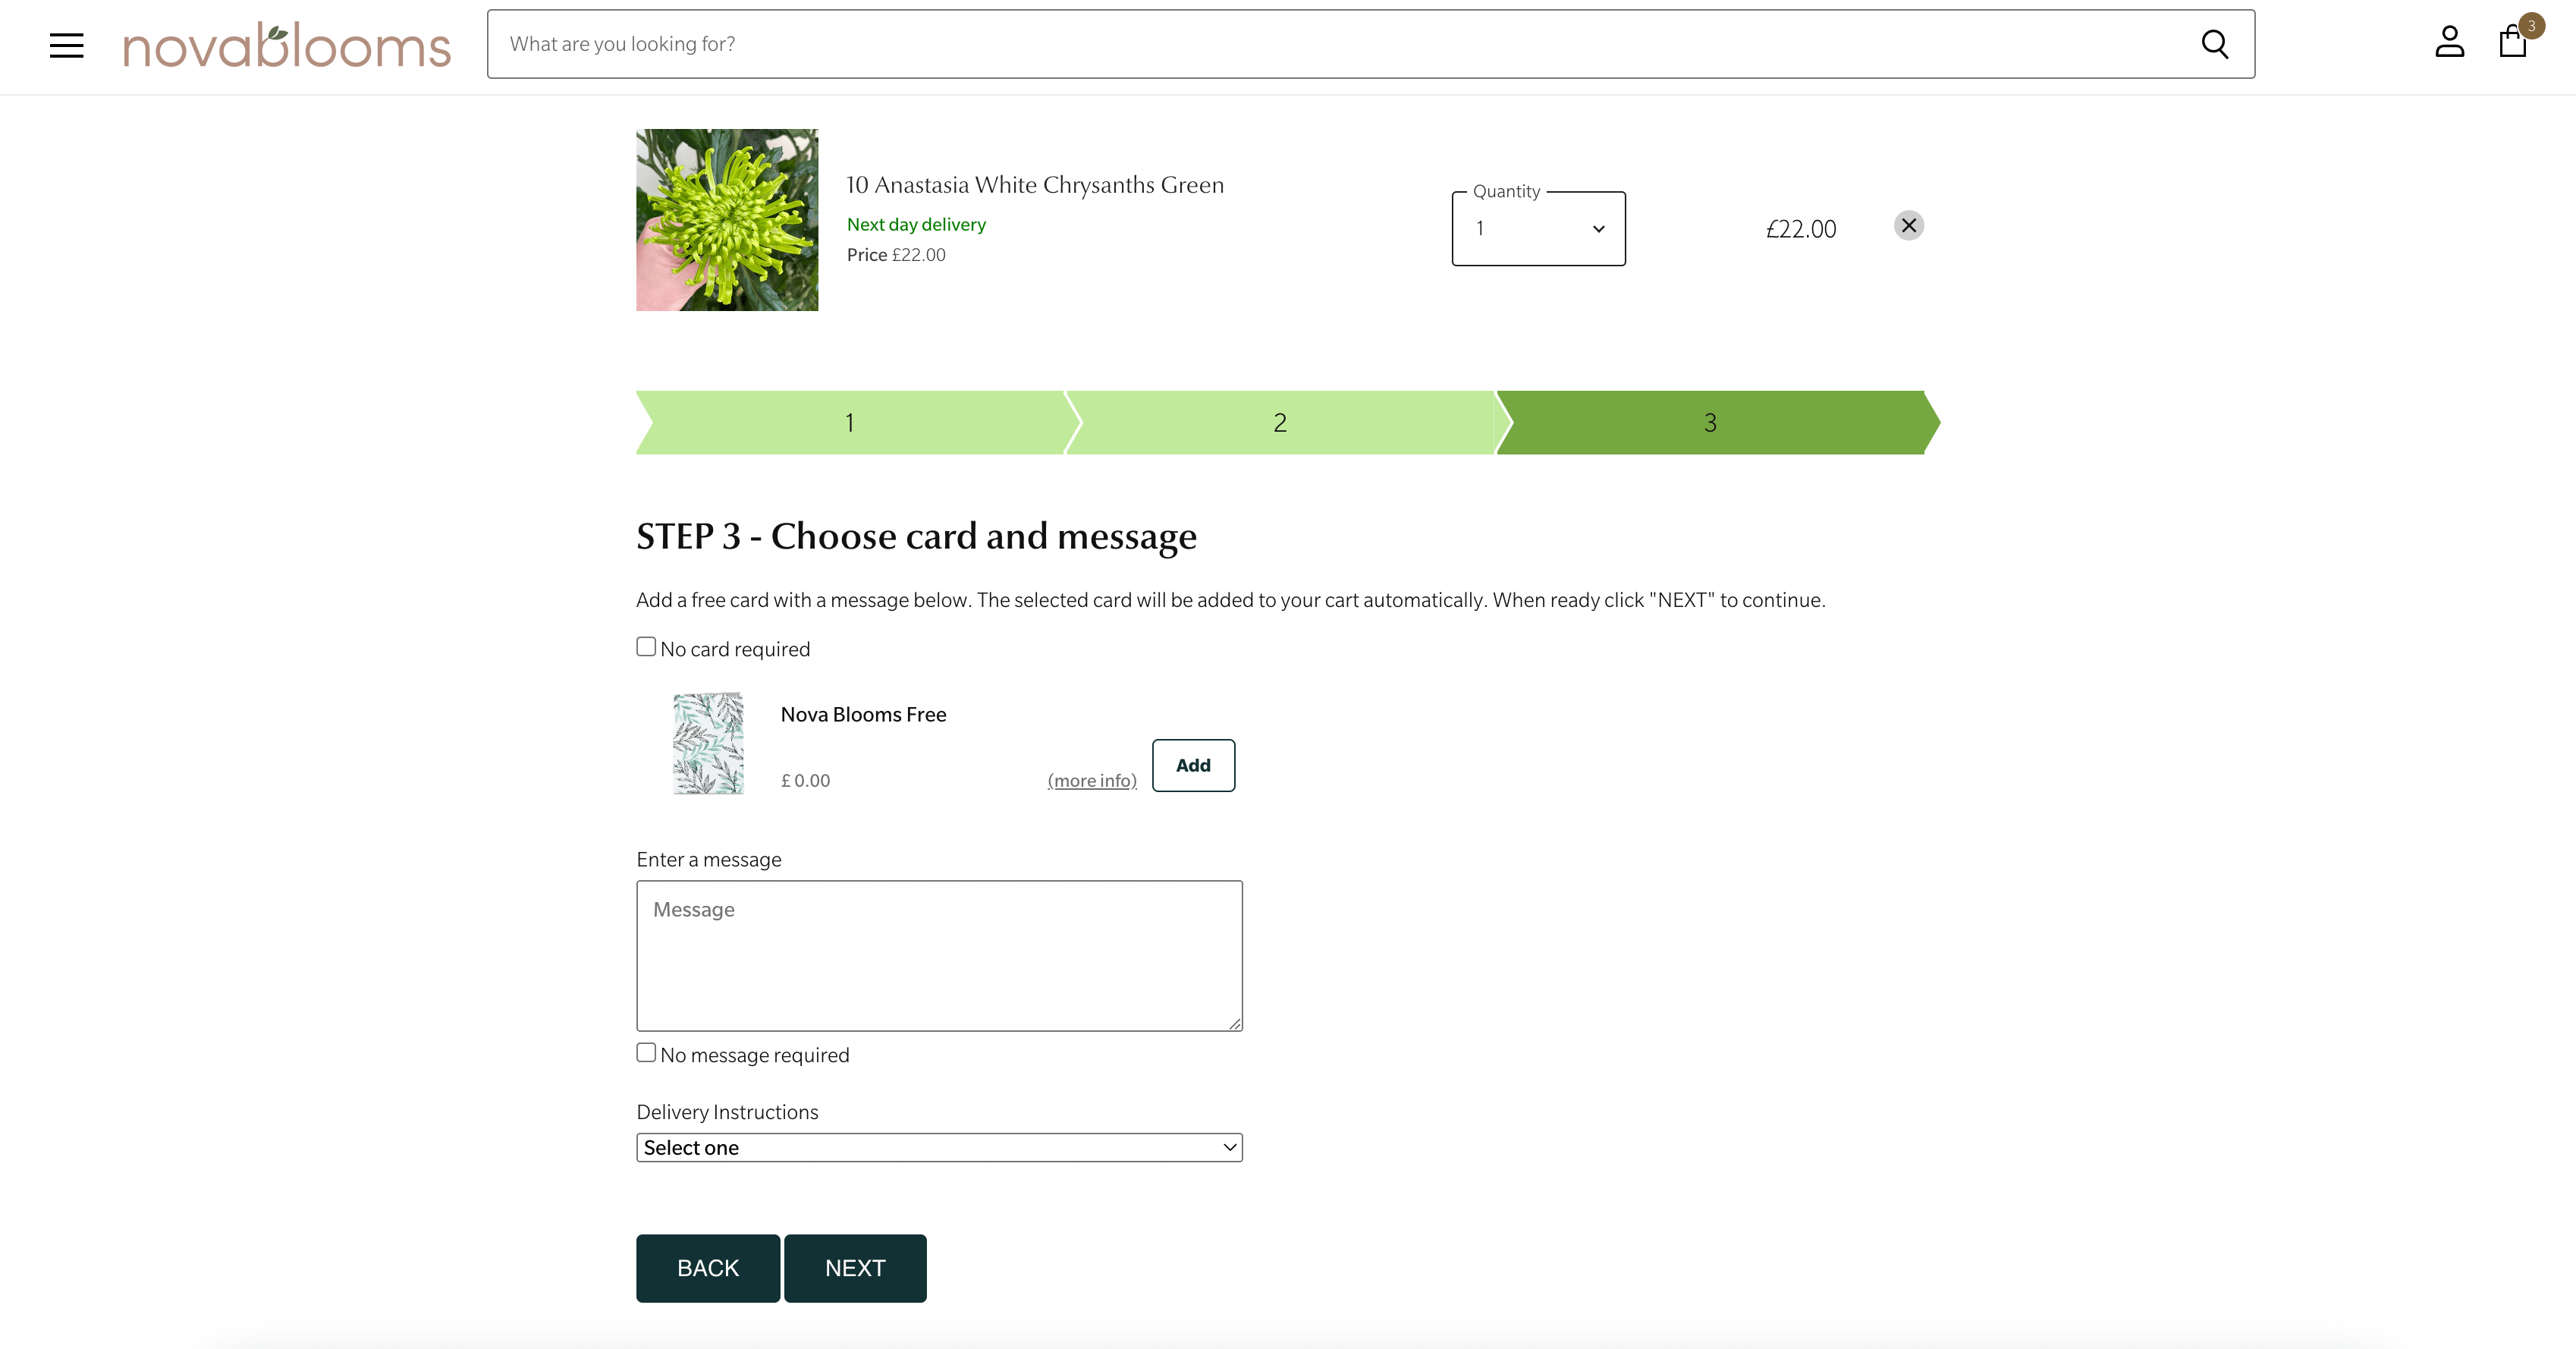 novablooms
What are you looking for?
3
10 Anastasia White Chrysanths Green
Next day delivery
Price £22.00
Quantity
1
£22.00
1
2
3
STEP 3 - Choose card and message
Add a free card with a message below. The selected card will be added to your cart automatically. When ready click "NEXT" to continue.
No card required
Nova Blooms Free
£ 0.00
(more info)
Add
Enter a message
Message
No message required
Delivery Instructions
Select one
BACK
NEXT